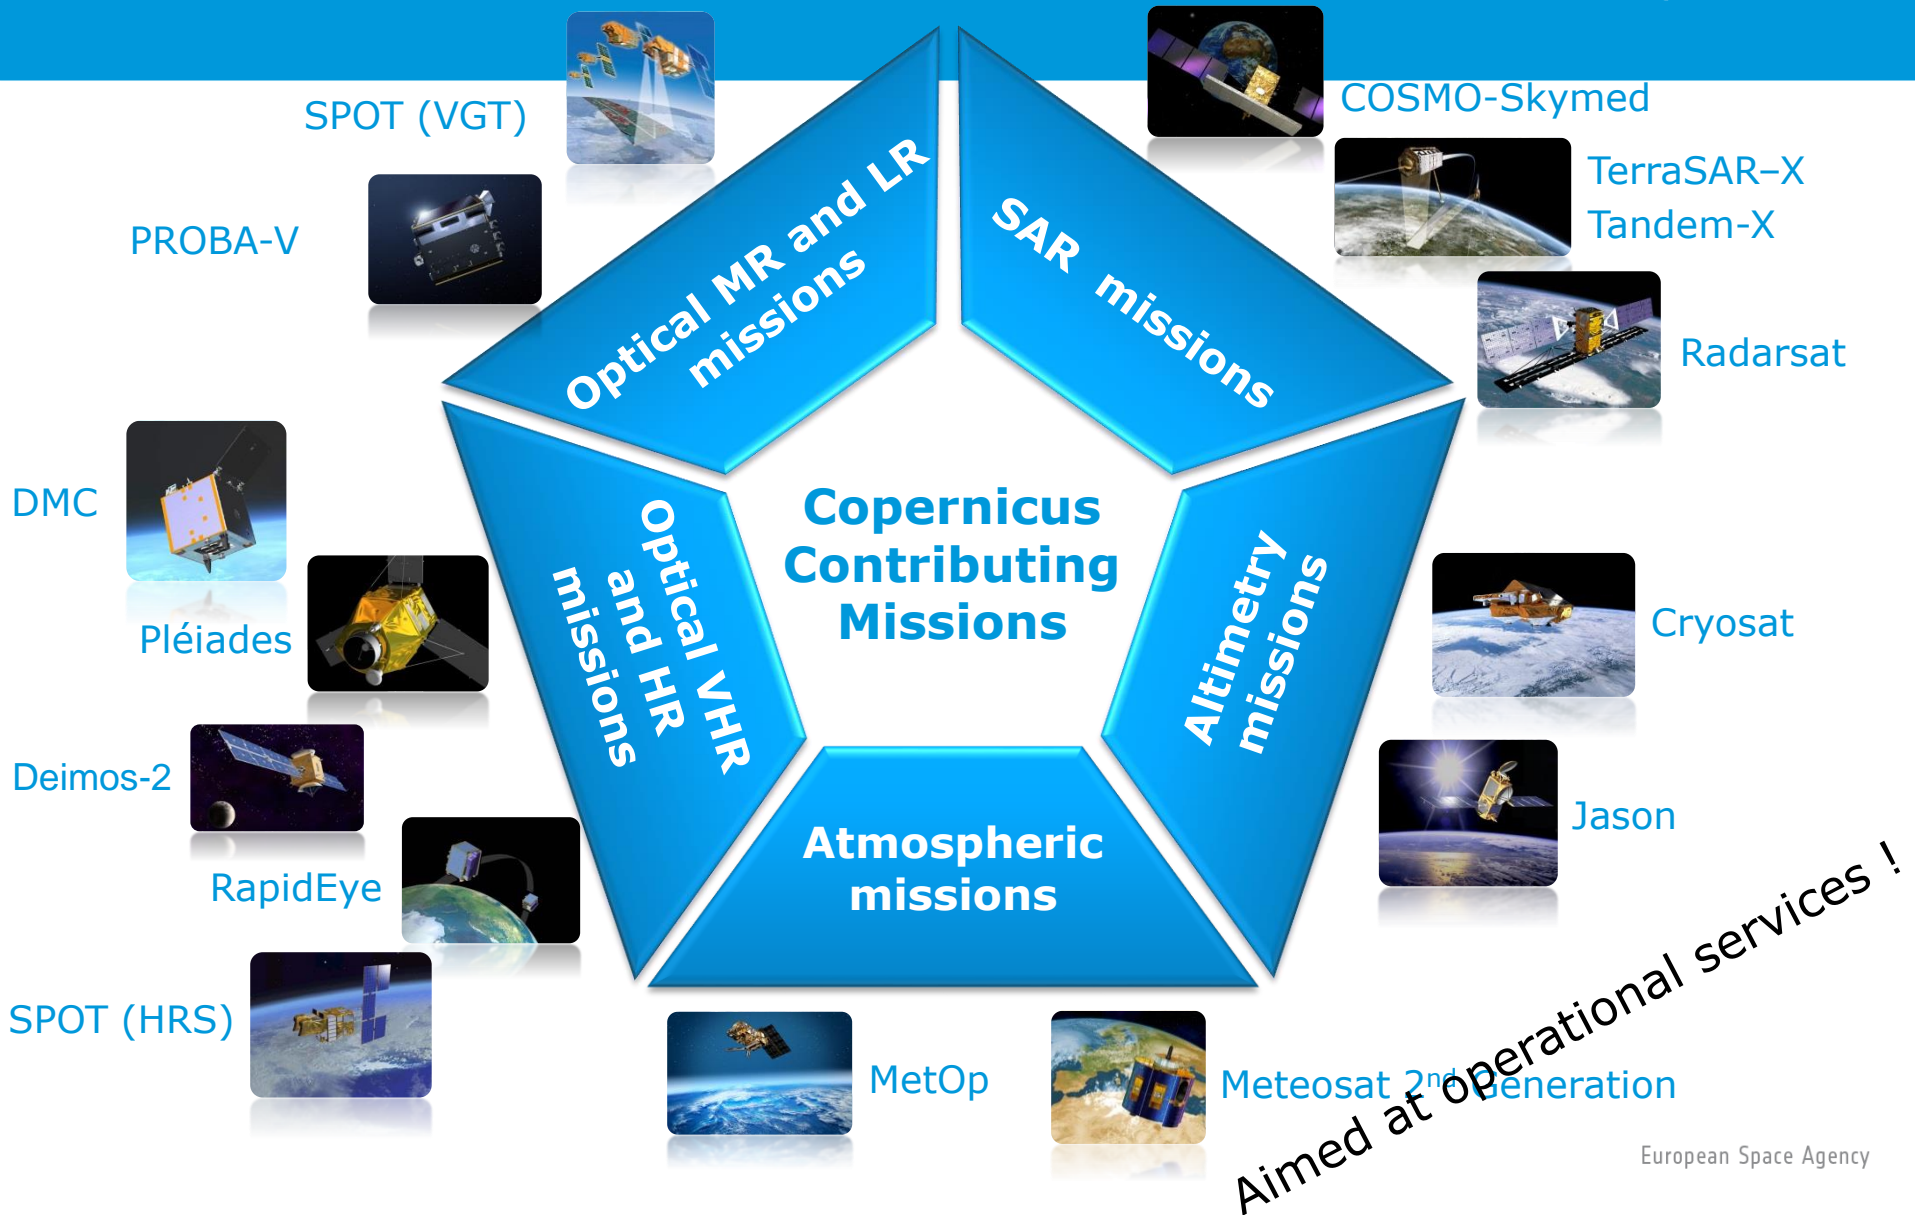 SPOT (VGT)
PROBA-V
Optical MR and LR
missions
SAR missions
COSMO-Skymed
TerraSAR–X
Tandem-X
Radarsat
DMC
Pléiades
Deimos-2
RapidEye
SPOT (HRS)
Optical VHR
and HR
missions
Copernicus
Contributing
Missions
Altimetry
missions
Cryosat
Jason
Atmospheric
missions
MetOp
Meteosat 2nd Generation
Aimed at operational services !
European Space Agency